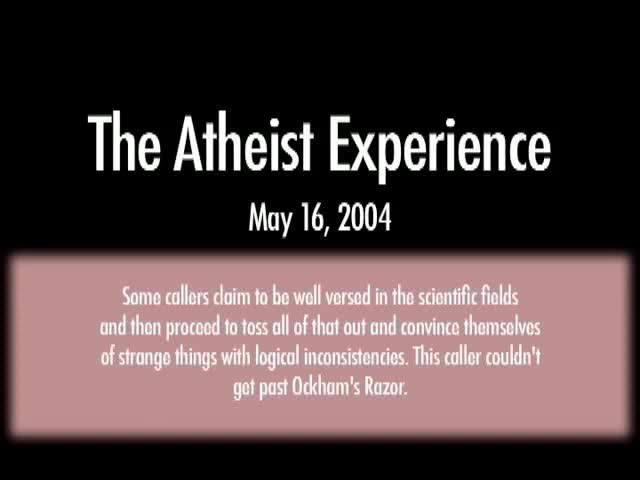 The Atheist Experience
May 16, 2004
Some callers claim to be well versed in the scientific fields
and then proceed to toss all of that out and convince themselves
of strange things with logical inconsistencies. This caller couldn't
get past Ockham's Razor.